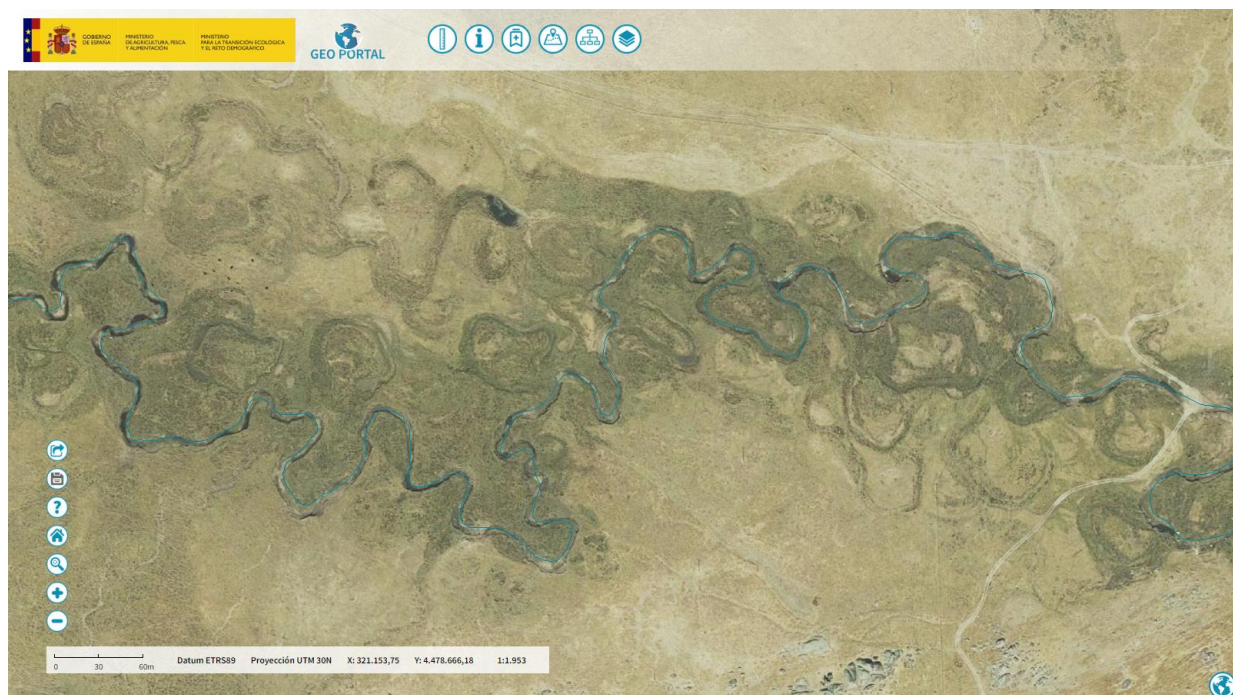 GOBIERNO
DE ESPAÑA
MINISTERIO
DE AGRICULTURA, PESCA
Y ALIMENTACIÓN
MINISTERIO
PARA LA TRANSICIÓN ECOLÓGICA
Y EL RETO DEMOGRÁFICO
GEO PORTAL
0 30 60m Datum ETRS89 Proyección UTM 30N X: 321.153,75 Y: 4.478.666,18 1:1.953